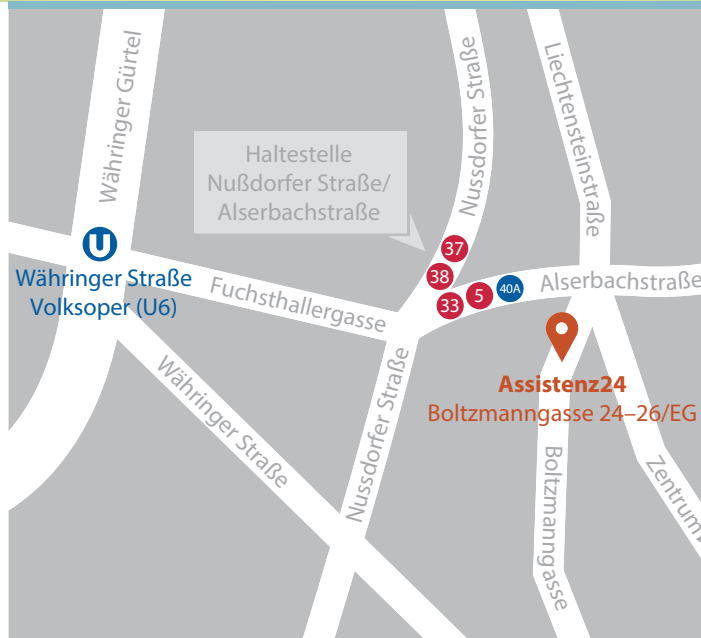 Währinger Gürtel
Nussdorfer Straße
Liechtensteinstraße
Haltestelle
Nußdorfer Straße/
Alserbachstraße
U
Währinger Straße
Volksoper (U6)
Fuchsthallergasse
37
38
33
5
40A
Alserbachstraße
Assistenz24
Boltzmanngasse 24–26/EG
Währinger Straße
Nussdorfer Straße
Boltzmanngasse
Zentrum